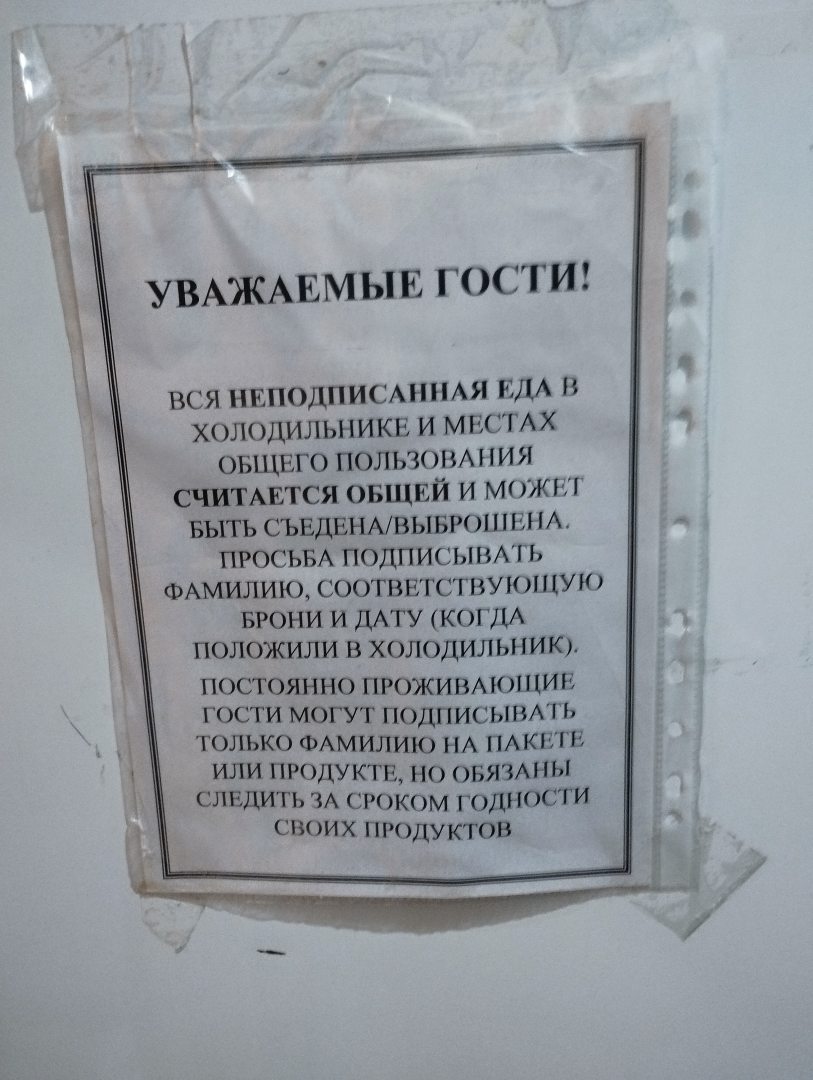 УВАЖАЕМЫЕ ГОСТИ!
ВСЯ НЕПОДПИСАННАЯ ЕДА В
ХОЛОДИЛЬНИКЕ И МЕСТАХ
ОБЩЕГО ПОЛЬЗОВАНИЯ
СЧИТАЕТСЯ ОБЩЕЙ И МОЖЕТ
БЫТЬ СЪЕДЕНА/ВЫБРОШЕНА.
ПРОСЬБА ПОДПИСЫВАТЬ
ФАМИЛИЮ, СООТВЕТСТВУЮЩУЮ
БРОНИ И ДАТУ (КОГДА
ПОЛОЖИЛИ В ХОЛОДИЛЬНИК).
ПОСТОЯННО ПРОЖИВАЮЩИЕ
ГОСТИ МОГУТ ПОДПИСЫВАТЬ
ТОЛЬКО ФАМИЛИЮ НА ПАКЕТЕ
ИЛИ ПРОДУКТЕ, НО ОБЯЗАНЫ
СЛЕДИТЬ ЗА СРОКОМ ГОДНОСТИ
СВОИХ ПРОДУКТОВ